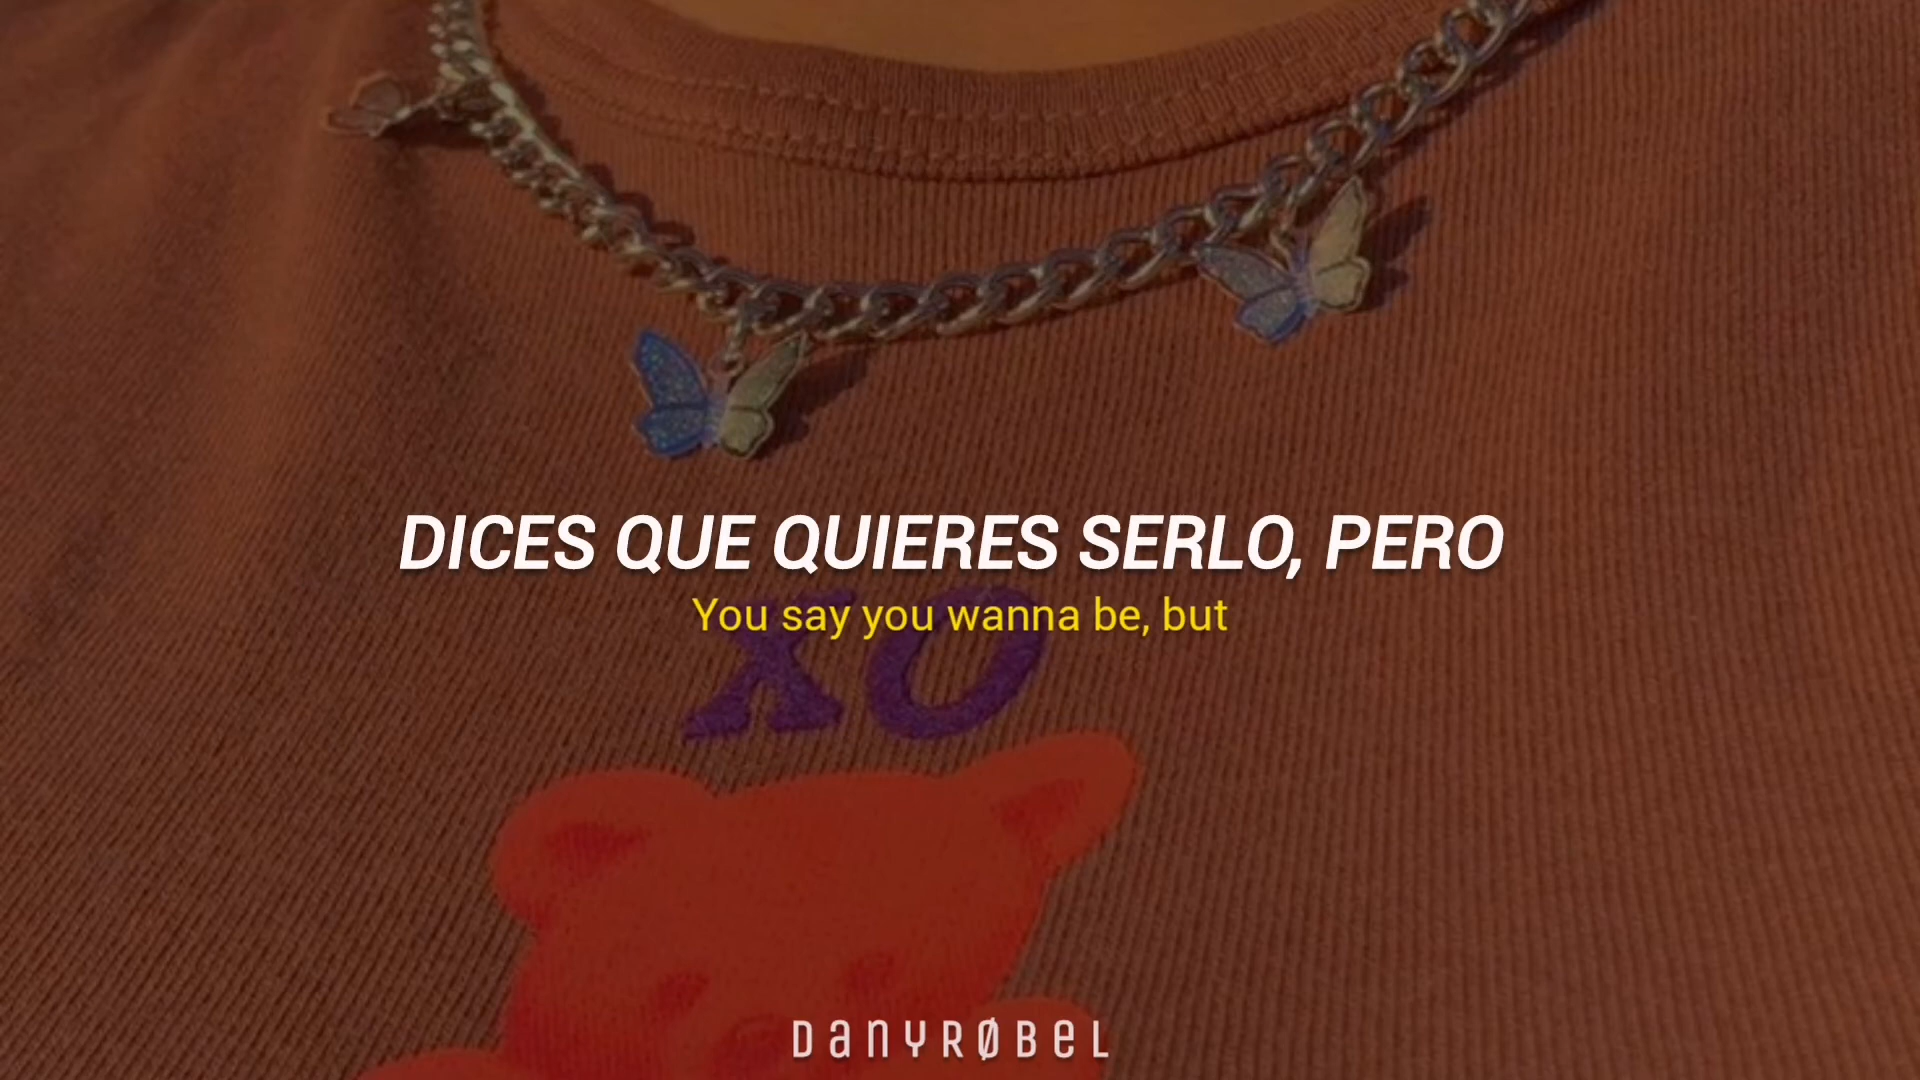 DICES QUE QUIERES SERLO, PERO
You say you wanna be, but
XO
DANYRØBEL